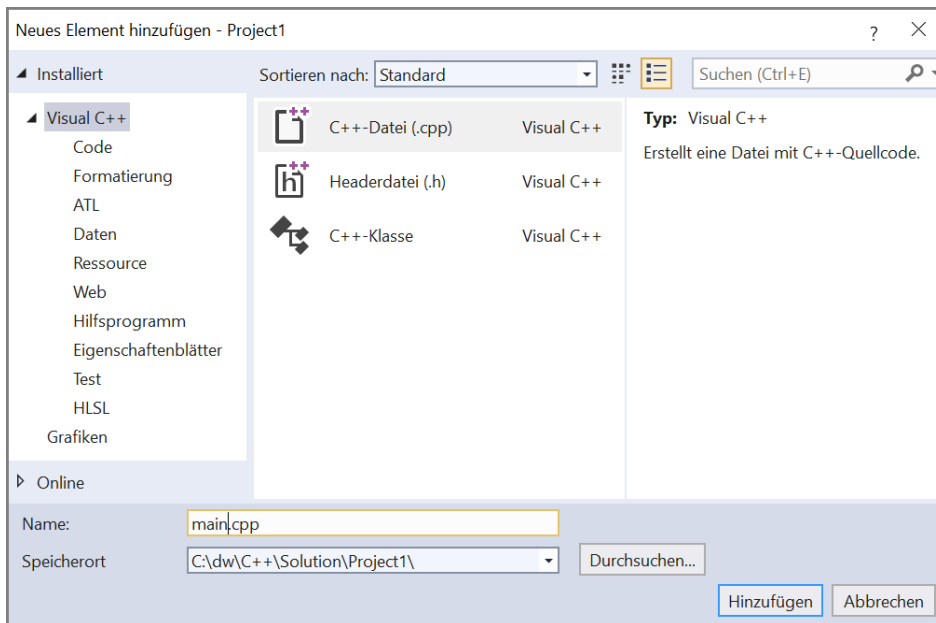 Neues Element hinzufügen - Project1
?
Installiert
Sortieren nach: Standard
Suchen (Ctrl+E)
Visual C++
Code
Formatierung
ATL
Daten
Ressource
Web
Hilfsprogramm
Eigenschaftenblätter
Test
HLSL
Grafiken
Online
C++-Datei (.cpp) Visual C++
Headerdatei (.h) Visual C++
C++-Klasse Visual C++
Typ: Visual C++
Erstellt eine Datei mit C++-Quellcode.
Name: main.cpp
Speicherort C:\dw\C++\Solution\Project1\ Durchsuchen...
Hinzufügen Abbrechen